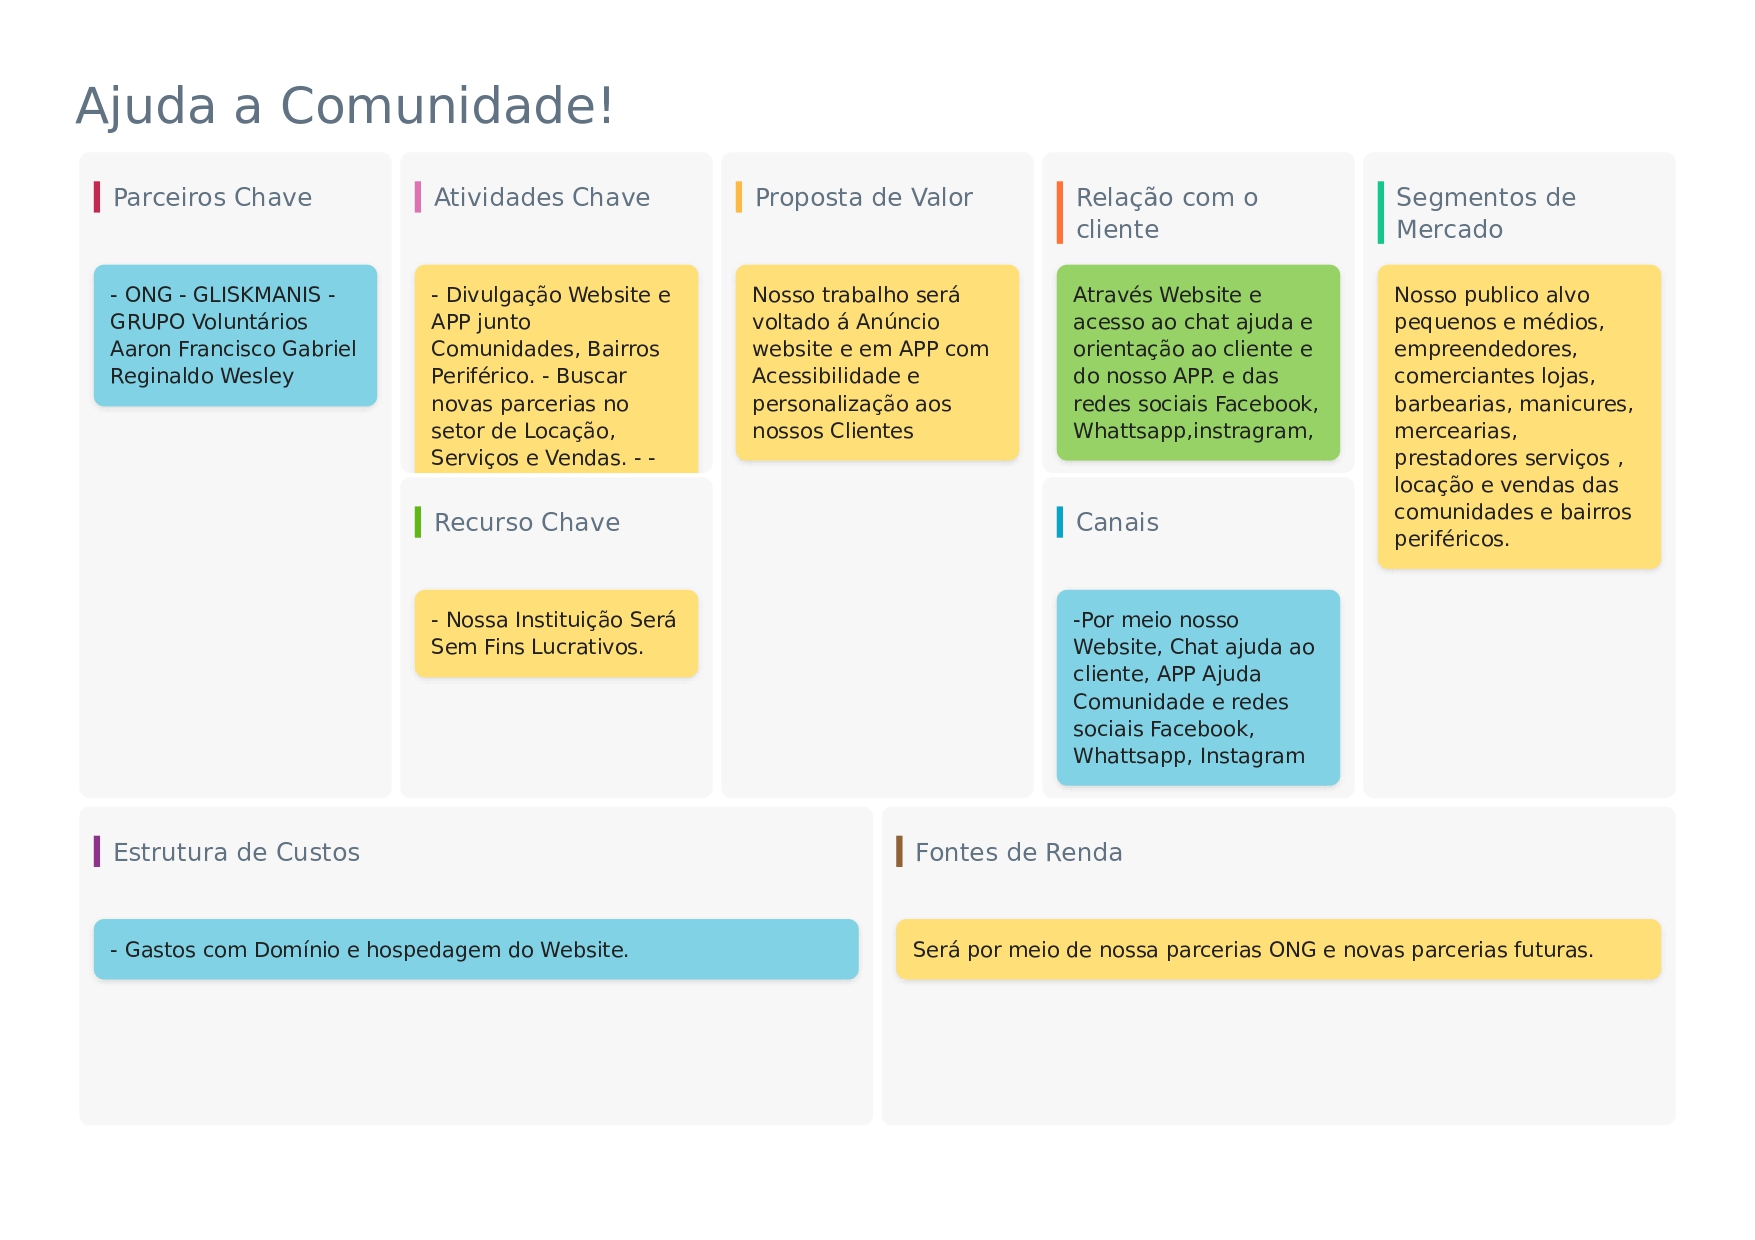 Ajuda a Comunidade!
Parceiros Chave
- ONG - GLISKMANIS -
GRUPO Voluntários
Aaron Francisco Gabriel
Reginaldo Wesley
Atividades Chave
- Divulgação Website e
APP junto
Comunidades, Bairros
Periférico. - Buscar
novas parcerias no
setor de Locação,
Serviços e Vendas. - -
Recurso Chave
- Nossa Instituição Será
Sem Fins Lucrativos.
Proposta de Valor
Nosso trabalho será
voltado á Anúncio
website e em APP com
Acessibilidade e
personalização aos
nossos Clientes
Relação com o
cliente
Através Website e
acesso ao chat ajuda e
orientação ao cliente e
do nosso APP. e das
redes sociais Facebook,
Whattsapp,instragram,
Canais
-Por meio nosso
Website, Chat ajuda ao
cliente, APP Ajuda
Comunidade e redes
sociais Facebook,
Whattsapp, Instagram
Segmentos de
Mercado
Nosso publico alvo
pequenos e médios,
empreendedores,
comerciantes lojas,
barbearias, manicures,
mercearias,
prestadores serviços ,
locação e vendas das
comunidades e bairros
periféricos.
Estrutura de Custos
- Gastos com Domínio e hospedagem do Website.
Fontes de Renda
Será por meio de nossa parcerias ONG e novas parcerias futuras.